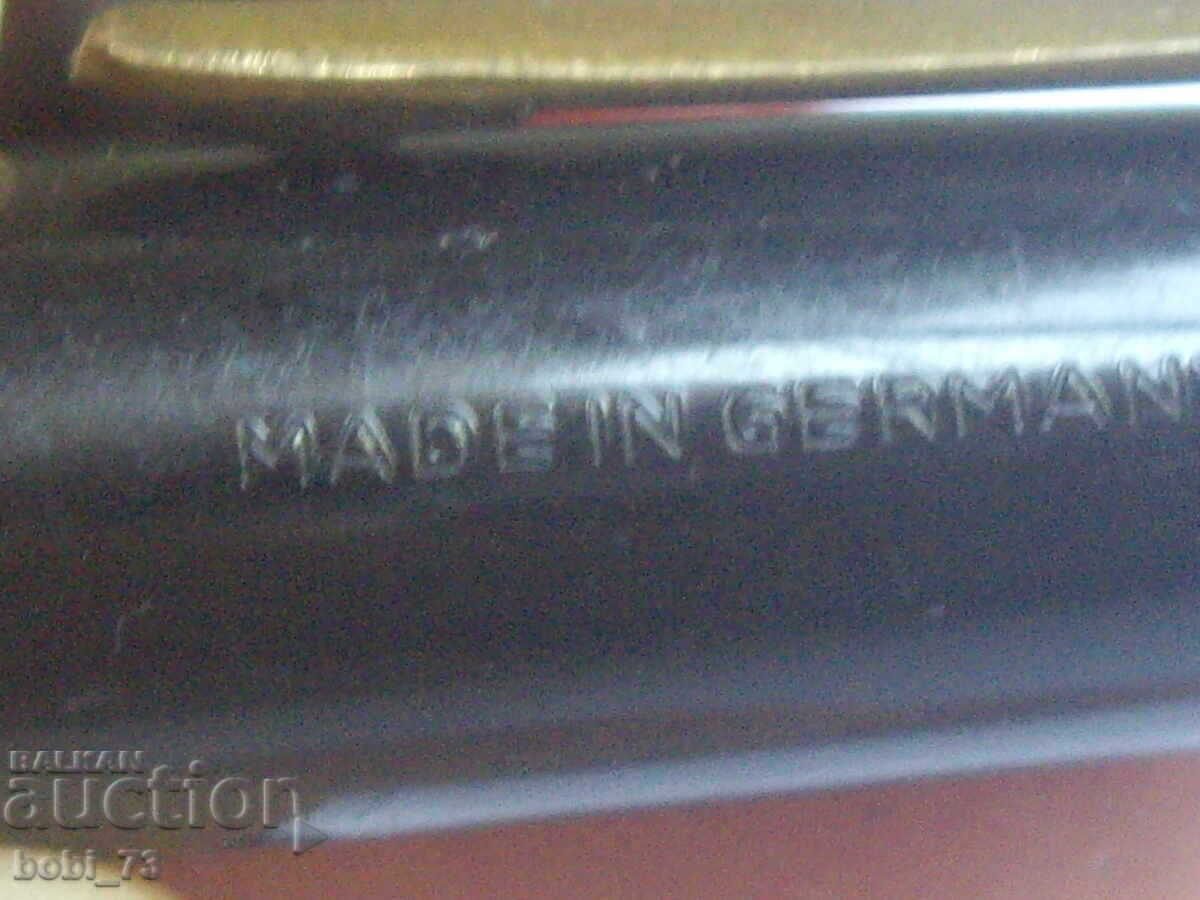 MADE IN GERMAN
BALKAN
auction
bobi_73